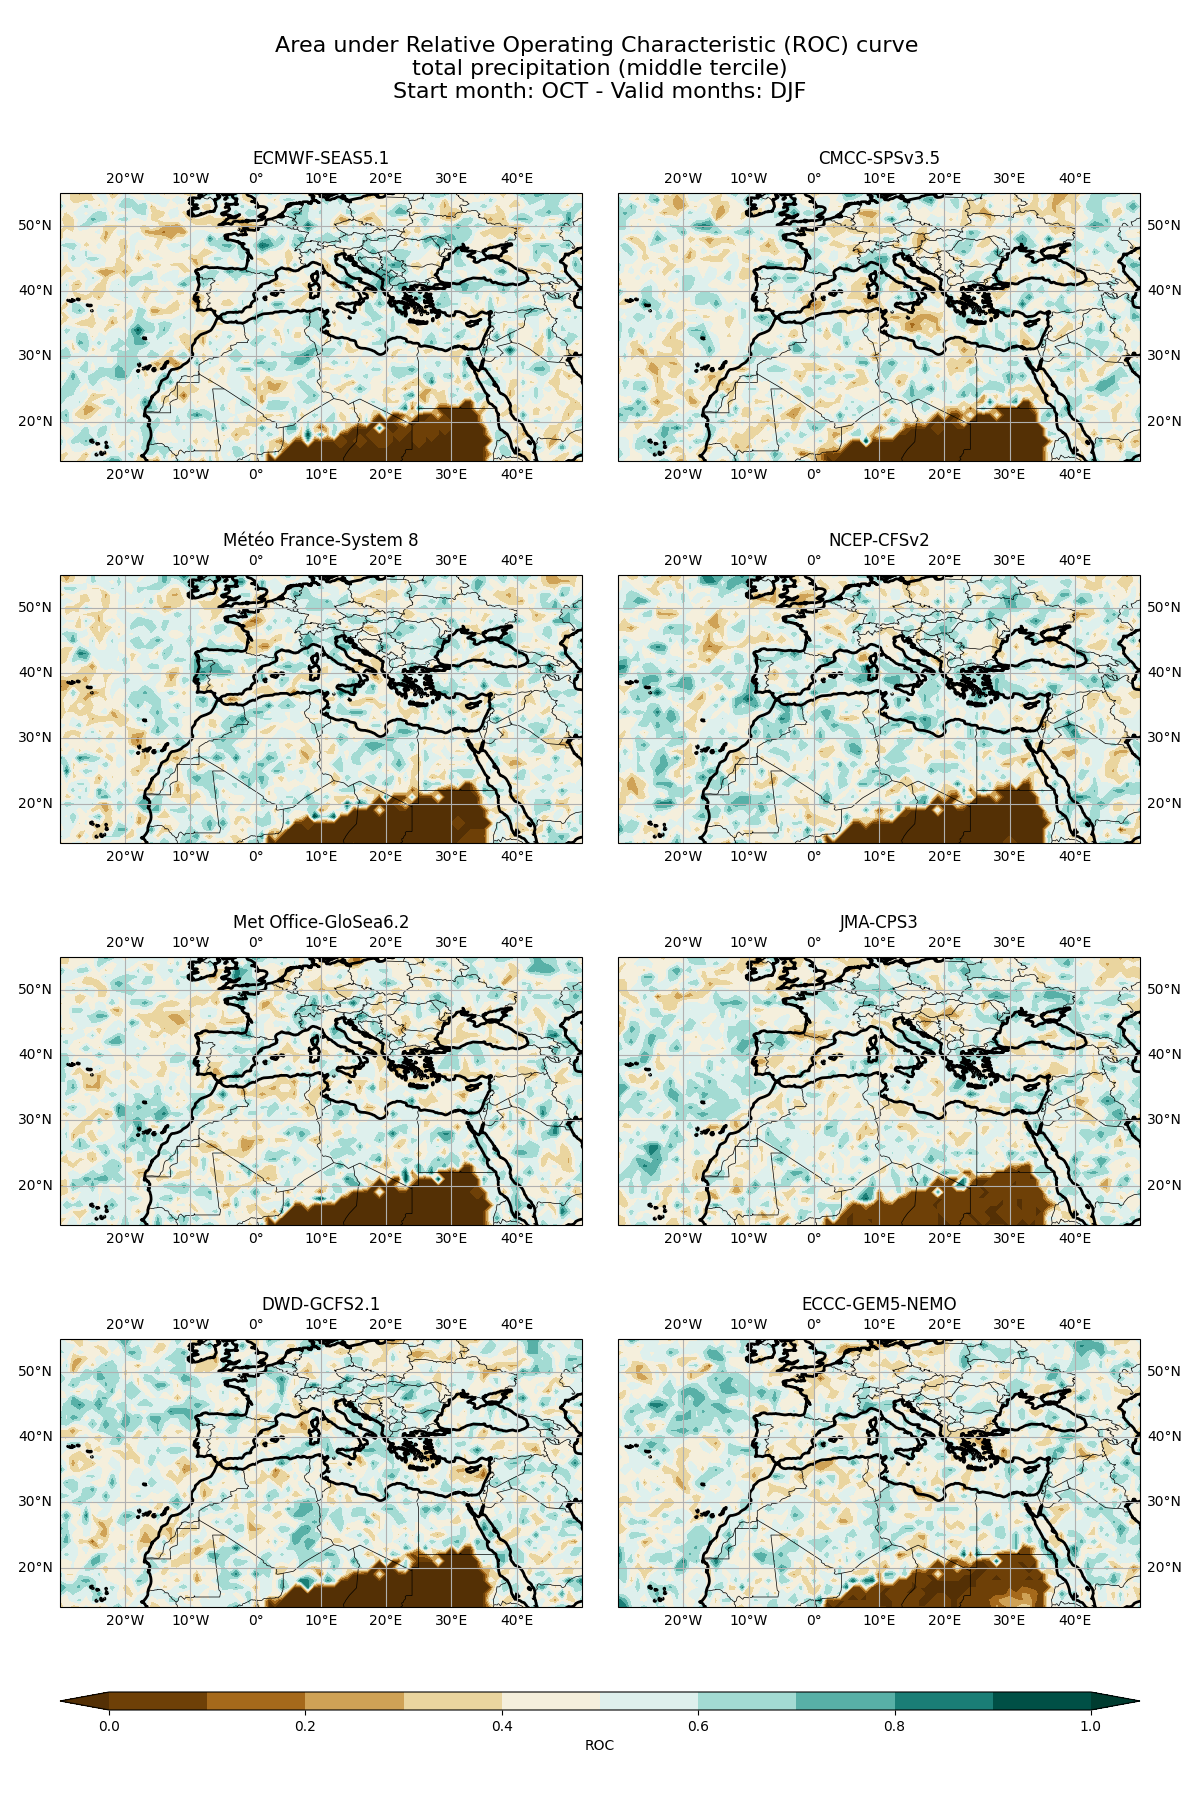 Area under Relative Operating Characteristic (ROC) curve
total precipitation (middle tercile)
Start month: OCT - Valid months: DJF
ECMWF-SEAS5.1
20°W 10°W 0° 10°E 20°E 30°E 40°E
50°N
40°N
30°N
20°N
20°W 10°W 0° 10°E 20°E 30°E 40°E
CMCC-SPSv3.5
20°W 10°W 0° 10°E 20°E 30°E 40°E
50°N
40°N
30°N
20°N
20°W 10°W 0° 10°E 20°E 30°E 40°E
Météo France-System 8
20°W 10°W 0° 10°E 20°E 30°E 40°E
50°N
40°N
30°N
20°N
20°W 10°W 0° 10°E 20°E 30°E 40°E
NCEP-CFSv2
20°W 10°W 0° 10°E 20°E 30°E 40°E
50°N
40°N
30°N
20°N
20°W 10°W 0° 10°E 20°E 30°E 40°E
Met Office-GloSea6.2
20°W 10°W 0° 10°E 20°E 30°E 40°E
50°N
40°N
30°N
20°N
20°W 10°W 0° 10°E 20°E 30°E 40°E
JMA-CPS3
20°W 10°W 0° 10°E 20°E 30°E 40°E
50°N
40°N
30°N
20°N
20°W 10°W 0° 10°E 20°E 30°E 40°E
DWD-GCFS2.1
20°W 10°W 0° 10°E 20°E 30°E 40°E
50°N
40°N
30°N
20°N
20°W 10°W 0° 10°E 20°E 30°E 40°E
ECCC-GEM5-NEMO
20°W 10°W 0° 10°E 20°E 30°E 40°E
50°N
40°N
30°N
20°N
20°W 10°W 0° 10°E 20°E 30°E 40°E
0.0 0.2 0.4 0.6 0.8 1.0
ROC